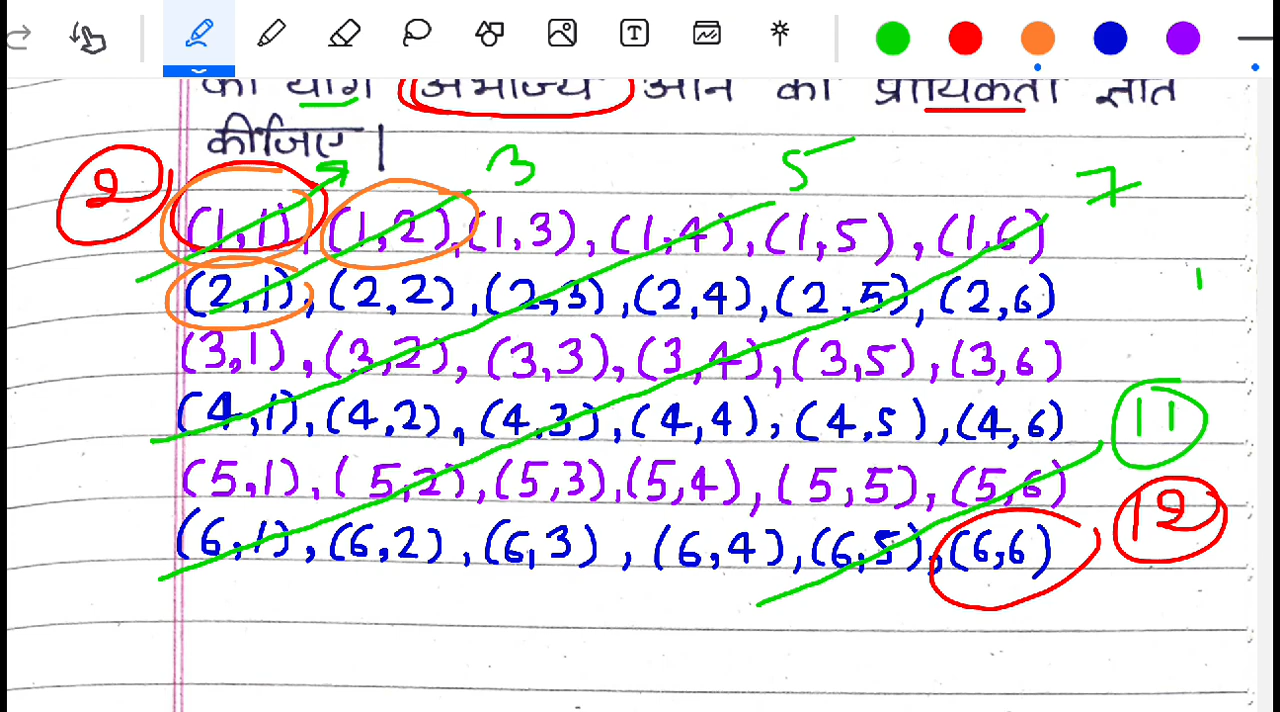 का योग अभाज्य आने की प्रायिकता ज्ञात
कीजिए |
3 5 7
2
(1,1), (1,2), (1,3), (1,4), (1,5), (1,6)
(2,1), (2,2), (2,3), (2,4), (2,5), (2,6)
(3,1), (3,2), (3,3), (3,4), (3,5), (3,6)
(4,1), (4,2), (4,3), (4,4), (4,5), (4,6)
11
(5,1), (5,2), (5,3), (5,4), (5,5), (5,6)
12
(6,1), (6,2), (6,3), (6,4), (6,5), (6,6)